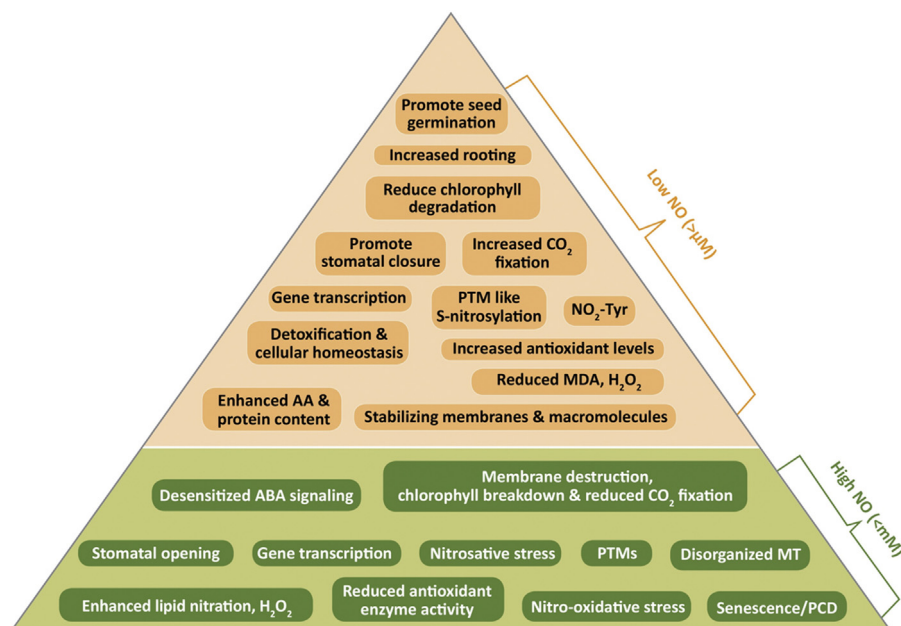 Promote seed
germination
Increased rooting
Reduce chlorophyll
degradation
Promote
stomatal closure
Increased CO₂
fixation
Gene transcription
PTM like
S-nitrosylation
NO₂-Tyr
Detoxification &
cellular homeostasis
Increased antioxidant levels
Reduced MDA, H₂O₂
Enhanced AA &
protein content
Stabilizing membranes & macromolecules
Low NO (>μM)
Desensitized ABA signaling
Membrane destruction,
chlorophyll breakdown & reduced CO₂ fixation
Stomatal opening
Gene transcription
Nitrosative stress
PTMs
Disorganized MT
Enhanced lipid nitration, H₂O₂
Reduced antioxidant
enzyme activity
Nitro-oxidative stress
Senescence/PCD
High NO (<mM)